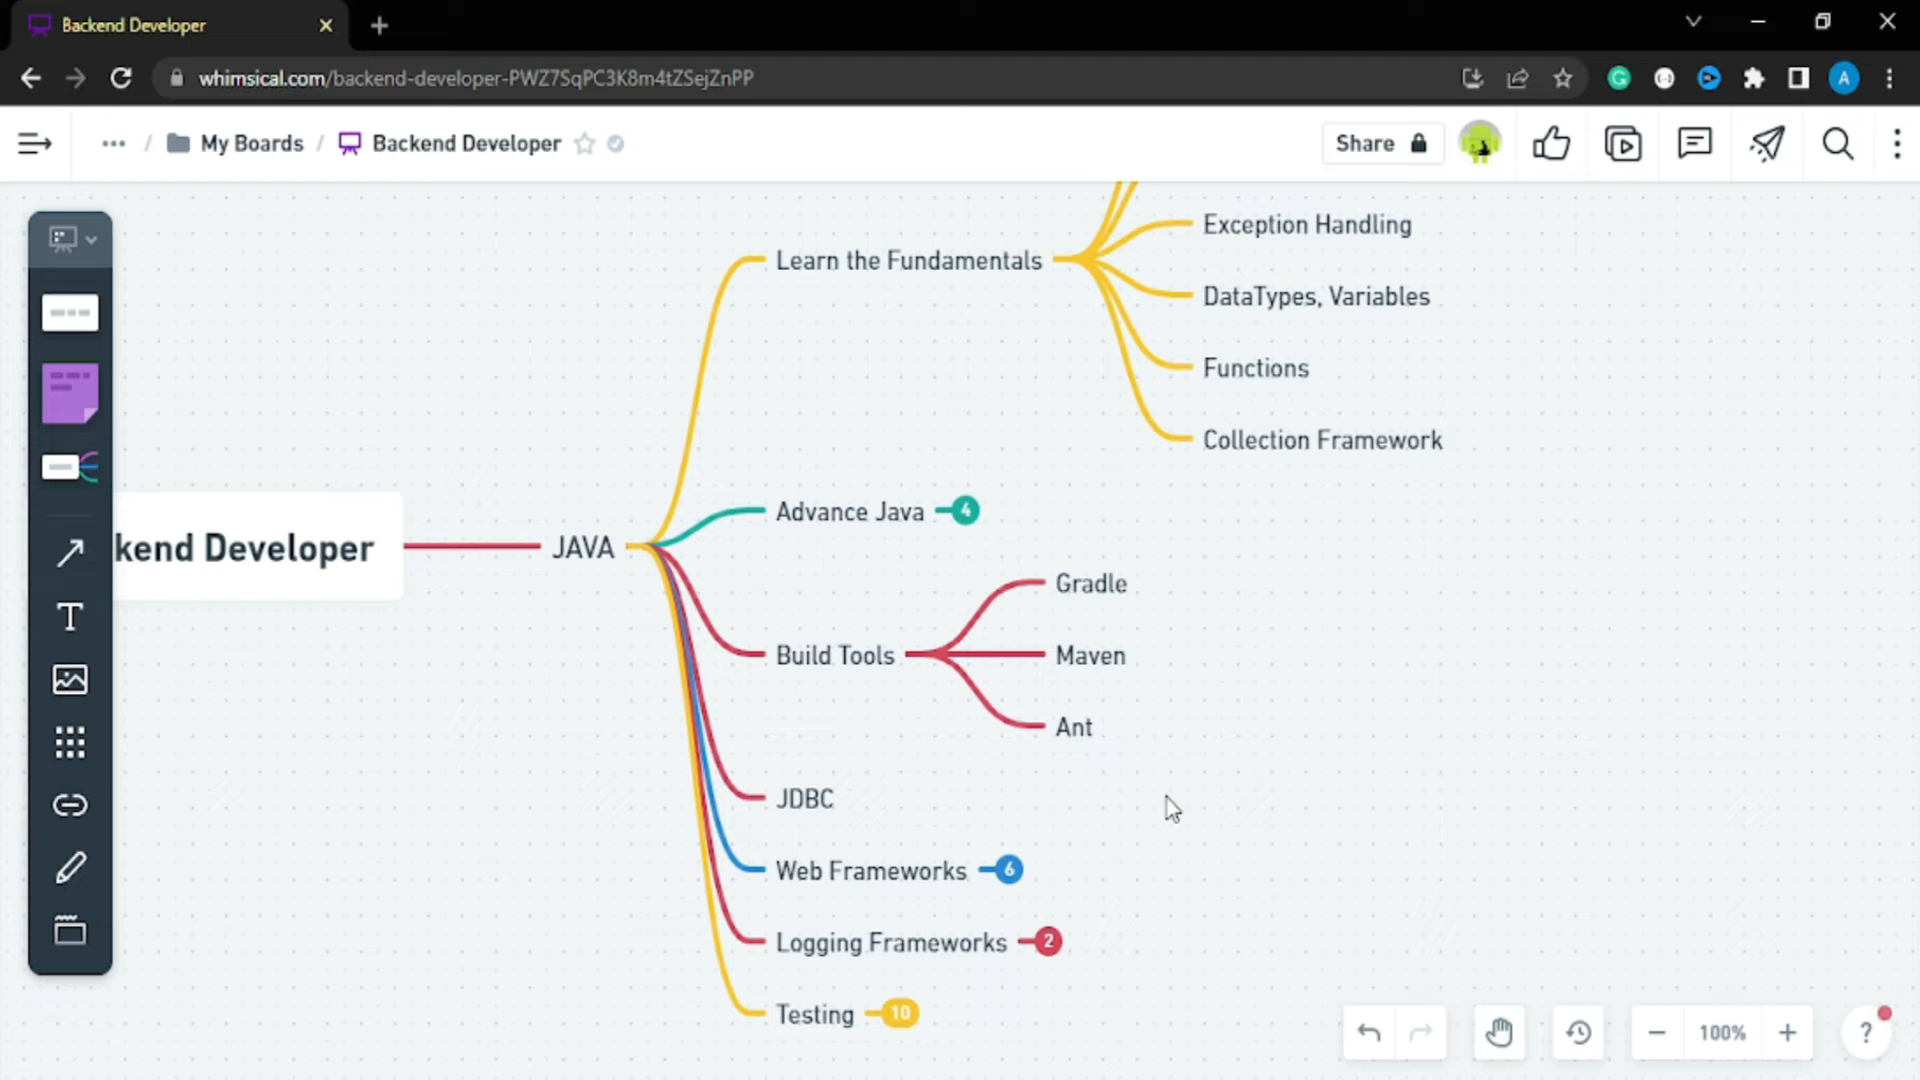 Backend Developer
whimsical.com/backend-developer-PWZ7SqPC3K8m4tZSejZnPP
A
... / My Boards / Backend Developer
Share
Exception Handling
Learn the Fundamentals
DataTypes, Variables
Functions
Collection Framework
Advance Java 4
kend Developer
JAVA
Gradle
Build Tools
Maven
Ant
JDBC
Web Frameworks 6
Logging Frameworks 2
Testing 10
T
100%
?